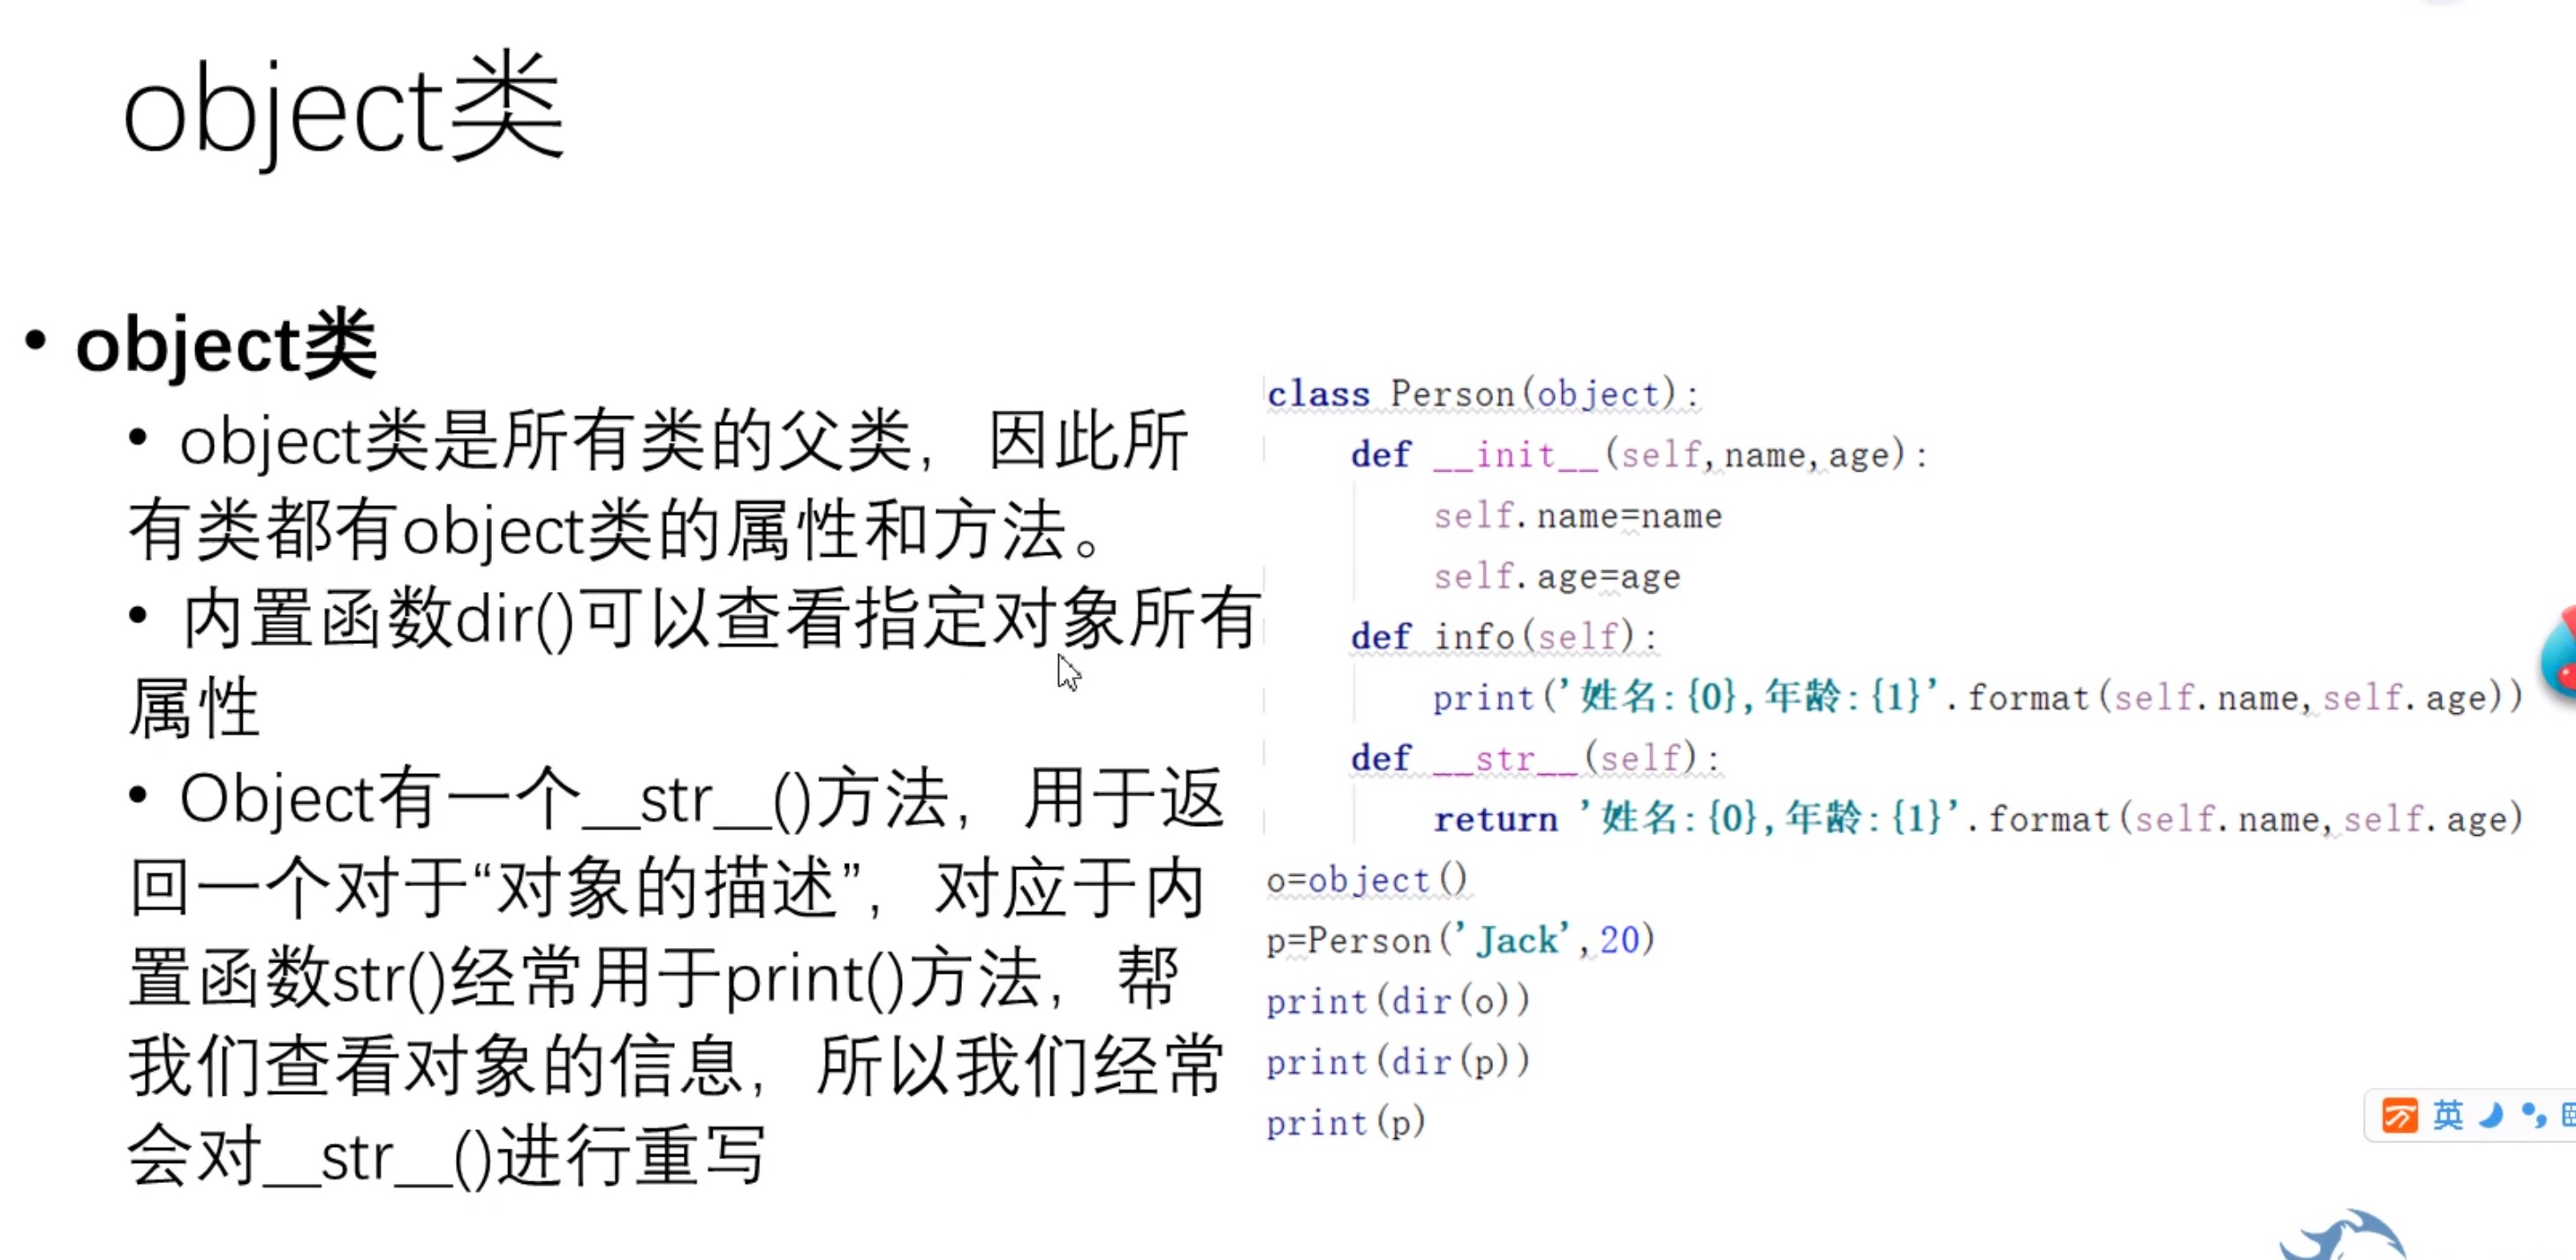 object类
• object类
• object类是所有类的父类，因此所
有类都有object类的属性和方法。
• 内置函数dir()可以查看指定对象所有
属性
• Object有一个__str__()方法，用于返
回一个对于“对象的描述”，对应于内
置函数str()经常用于print()方法，帮
我们查看对象的信息，所以我们经常
会对__str__()进行重写
class Person(object):
    def __init__(self,name,age):
        self.name=name
        self.age=age
    def info(self):
        print('姓名:{0},年龄:{1}'.format(self.name,self.age))
    def __str__(self):
        return '姓名:{0},年龄:{1}'.format(self.name,self.age)
o=object()
p=Person('Jack',20)
print(dir(o))
print(dir(p))
print(p)
英